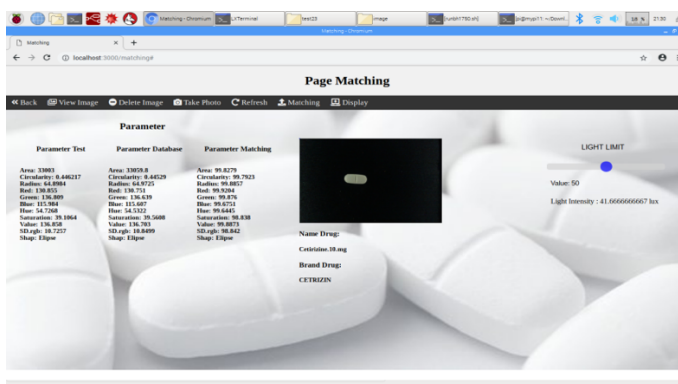 Matching - Chromium
LXTerminal
test23
image
18 %
21:30
Matching - Chromium
Matching
localhost:3000/matching#
Page Matching
Back View Image Delete Image Take Photo Refresh Matching Display
Parameter
Parameter Test
Area: 33003
Circularity: 0.446217
Radius: 64.8984
Red: 130.855
Green: 136.809
Blue: 115.984
Hue: 54.7268
Saturation: 39.1064
Value: 136.858
SD.rgb: 10.7257
Shap: Elipse
Parameter Database
Area: 33059.8
Circularity: 0.44529
Radius: 64.9725
Red: 130.751
Green: 136.639
Blue: 115.607
Hue: 54.5322
Saturation: 39.5608
Value: 136.703
SD.rgb: 10.8499
Shap: Elipse
Parameter Matching
Area: 99.8279
Circularity: 99.7923
Radius: 99.8857
Red: 99.9204
Green: 99.876
Blue: 99.6751
Hue: 99.6445
Saturation: 98.838
Value: 99.8873
SD.rgb: 98.842
Shap: Elipse
Name Drug:
Cetirizine.10.mg
Brand Drug:
CETRIZIN
LIGHT LIMIT
Value: 50
Light Intensity : 41.6666666667 lux